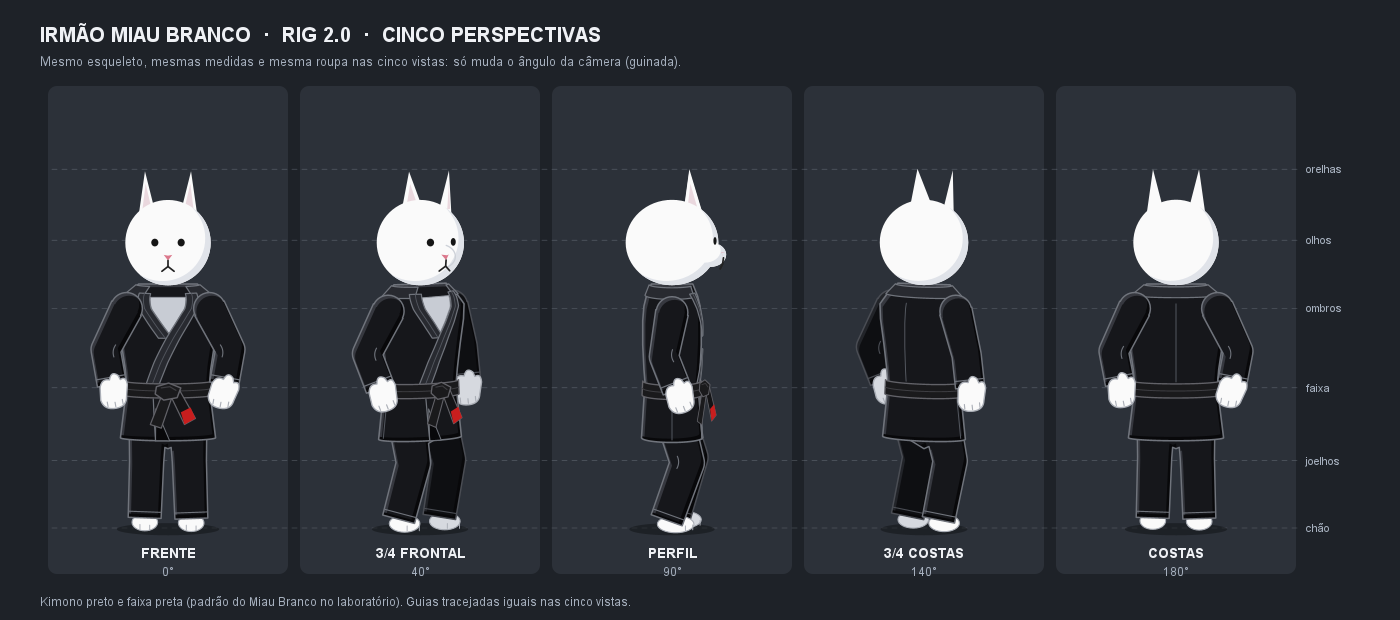 IRMÃO MIAU BRANCO · RIG 2.0 · CINCO PERSPECTIVAS
Mesmo esqueleto, mesmas medidas e mesma roupa nas cinco vistas: só muda o ângulo da câmera (guinada).
orelhas
olhos
ombros
faixa
joelhos
chão
FRENTE
0°
3/4 FRONTAL
40°
PERFIL
90°
3/4 COSTAS
140°
COSTAS
180°
Kimono preto e faixa preta (padrão do Miau Branco no laboratório). Guias tracejadas iguais nas cinco vistas.